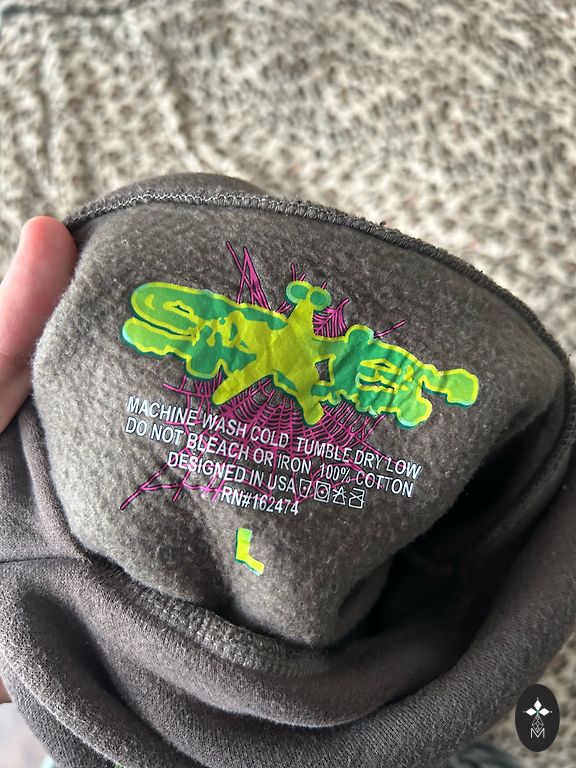 MACHINE WASH COLD TUMBLE DRY LOW
DO NOT BLEACH OR IRON 100% COTTON
DESIGNED IN USA
RN#162474
L
M